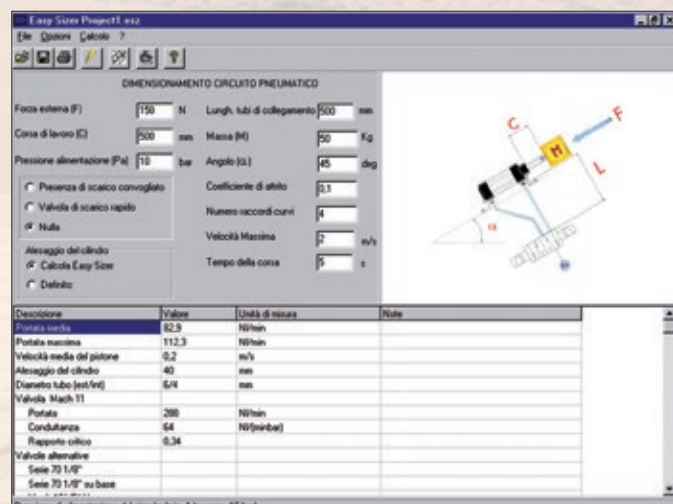 Easy Sizer Project1.esz
File Opzioni Calcolo ?
DIMENSIONAMENTO CIRCUITO PNEUMATICO
Forza esterna (F) 150 N Lungh. tubi di collegamento 500 mm
Corsa di lavoro (C) 500 mm Massa (M) 50 Kg
Pressione alimentazione (Pa) 10 bar Angolo (α) 45 deg
Presenza di scarico convogliato Coefficiente di attrito 0,1
Valvola di scarico rapido Numero raccordi curvi 4
Nulla Velocità Massima 2 m/s
Alesaggio del cilindro Tempo della corsa 5 s
Calcola Easy Sizer
Definito
C F
M
L
α
Descrizione Valore Unità di misura Note
Portata media 82,9 Nl/min
Portata massima 112,3 Nl/min
Velocità media del pistone 0,2 m/s
Alesaggio del cilindro 40 mm
Diametro tubo (est/int) 6/4 mm
Valvola Mach 11
Portata 280 Nl/min
Conduttanza 64 Nl/(minbar)
Rapporto critico 0,34
Valvole alternative
Serie 70 1/8"
Serie 70 1/8" su base